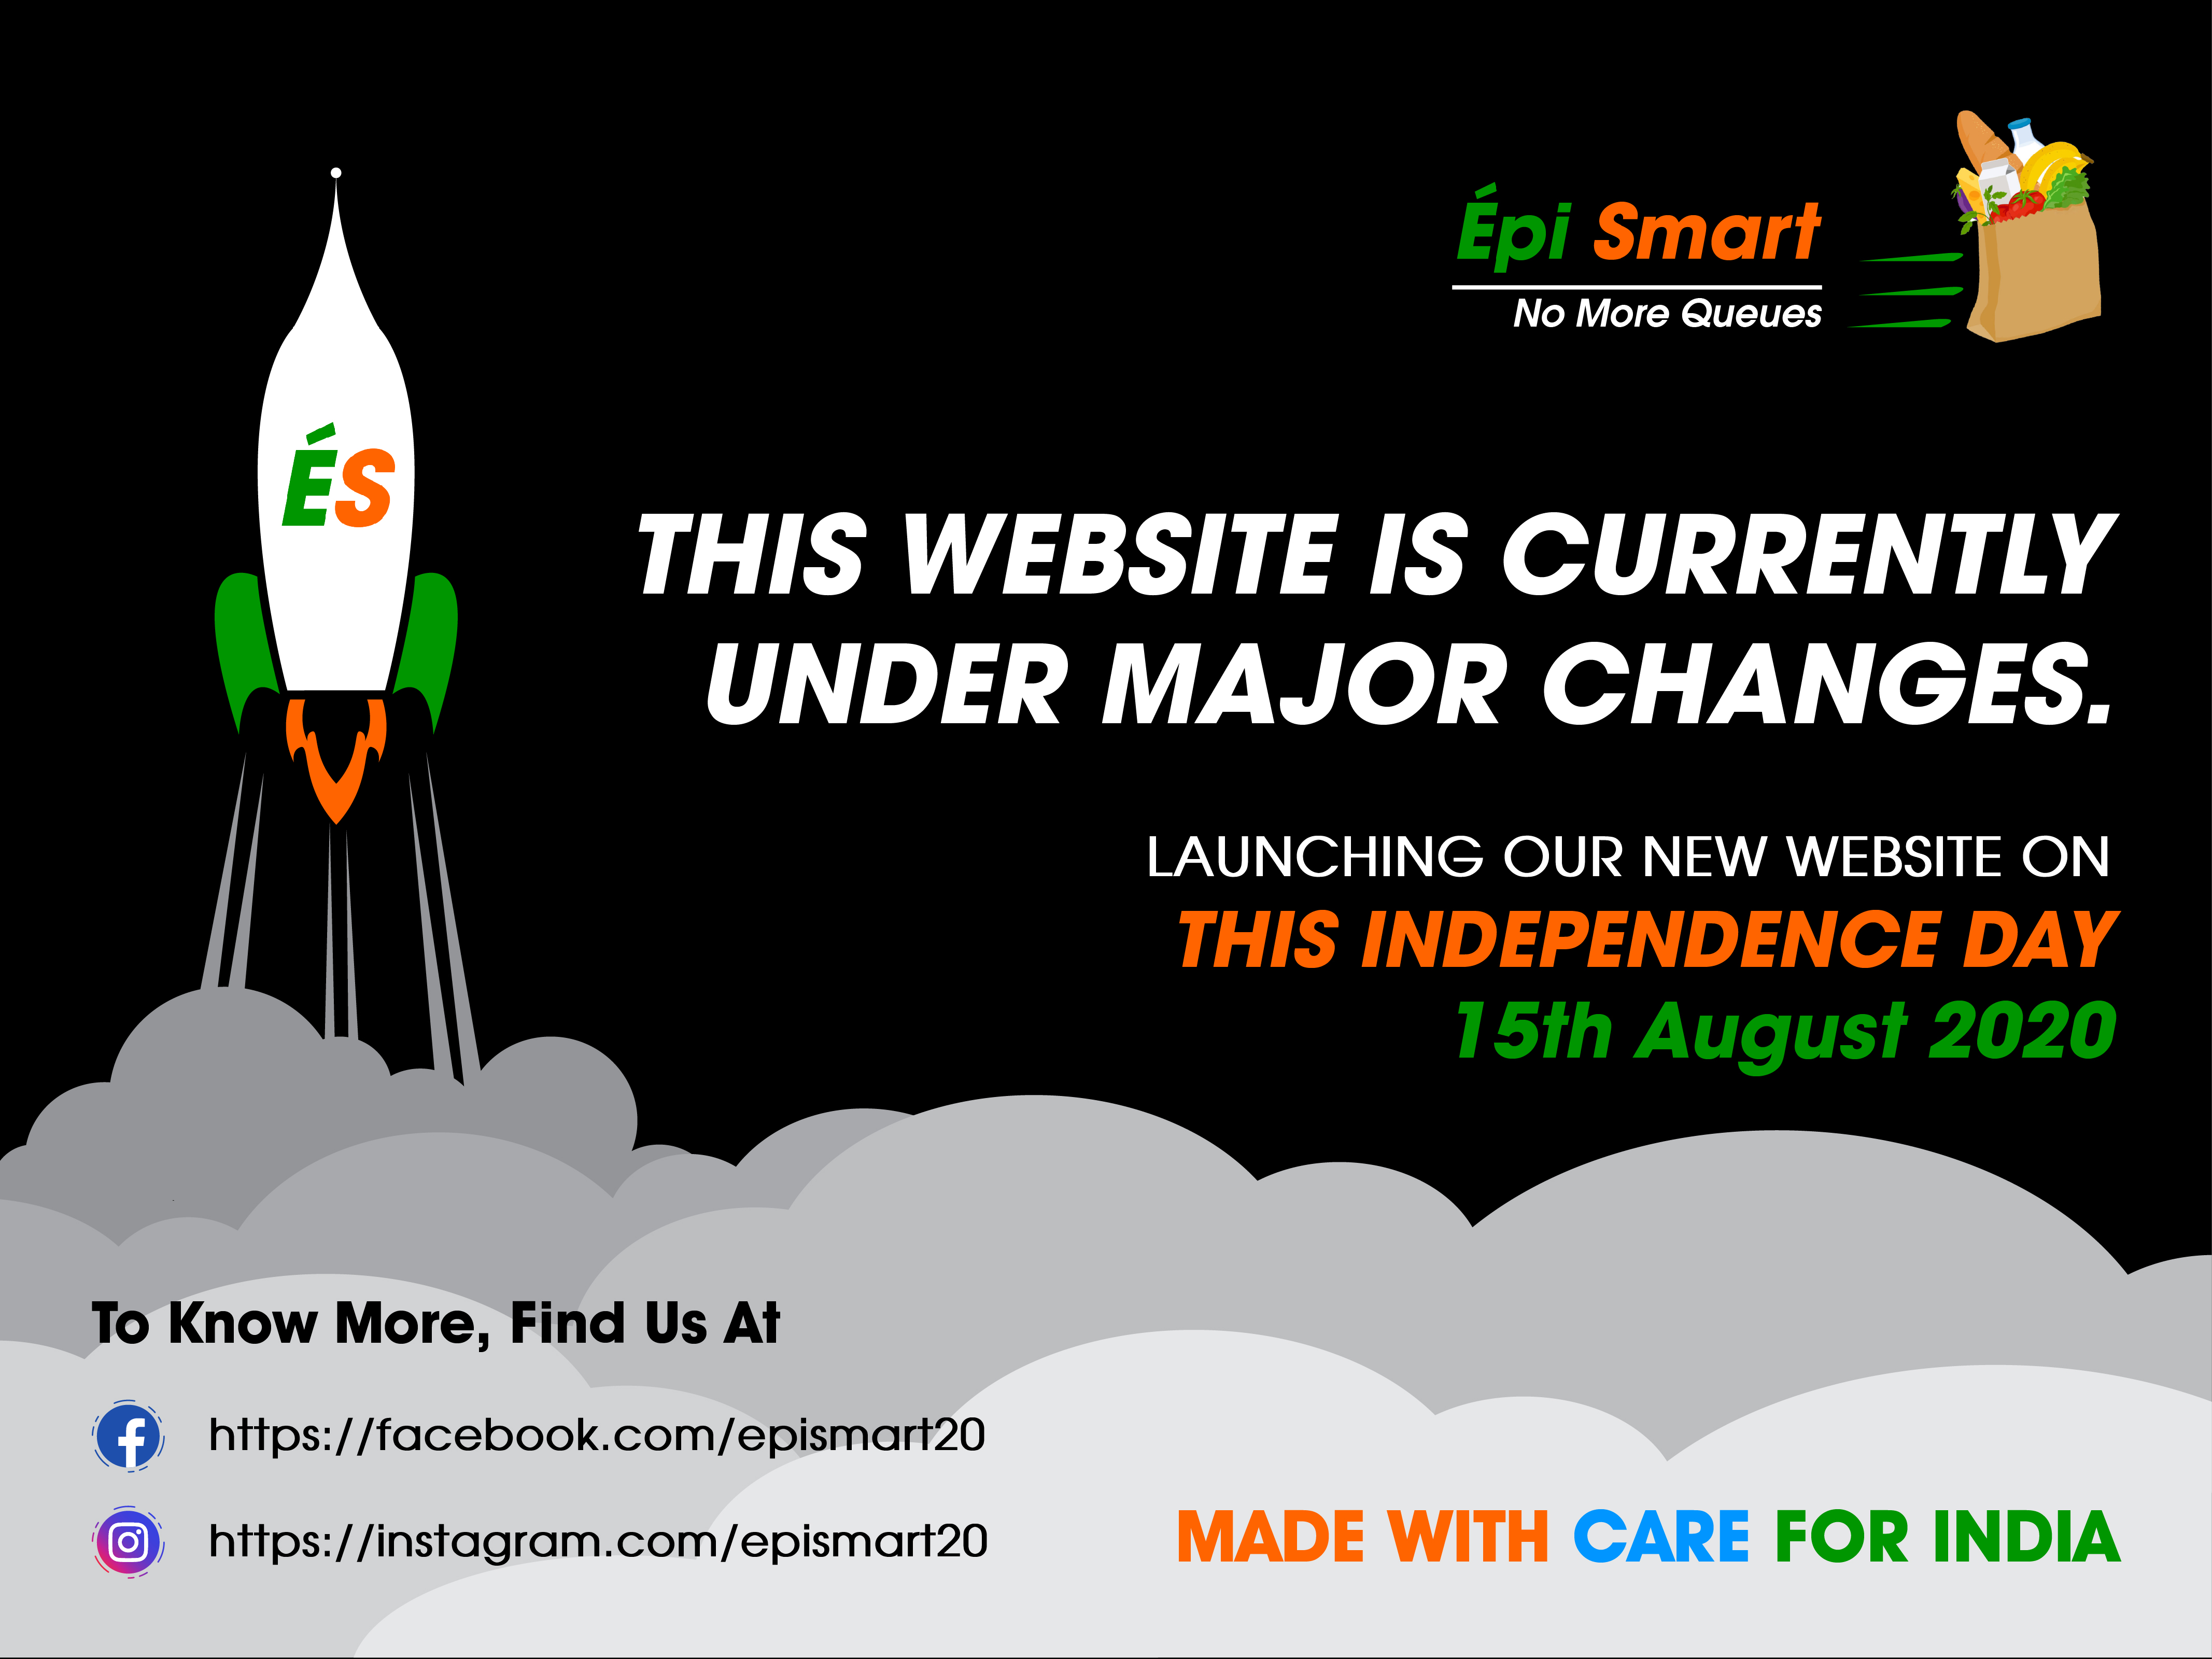 Épi Smart
No More Queues
ÉS
THIS WEBSITE IS CURRENTLY
UNDER MAJOR CHANGES.
LAUNCHING OUR NEW WEBSITE ON
THIS INDEPENDENCE DAY
15th August 2020
To Know More, Find Us At
https://facebook.com/epismart20
https://instagram.com/epismart20
MADE WITH CARE FOR INDIA